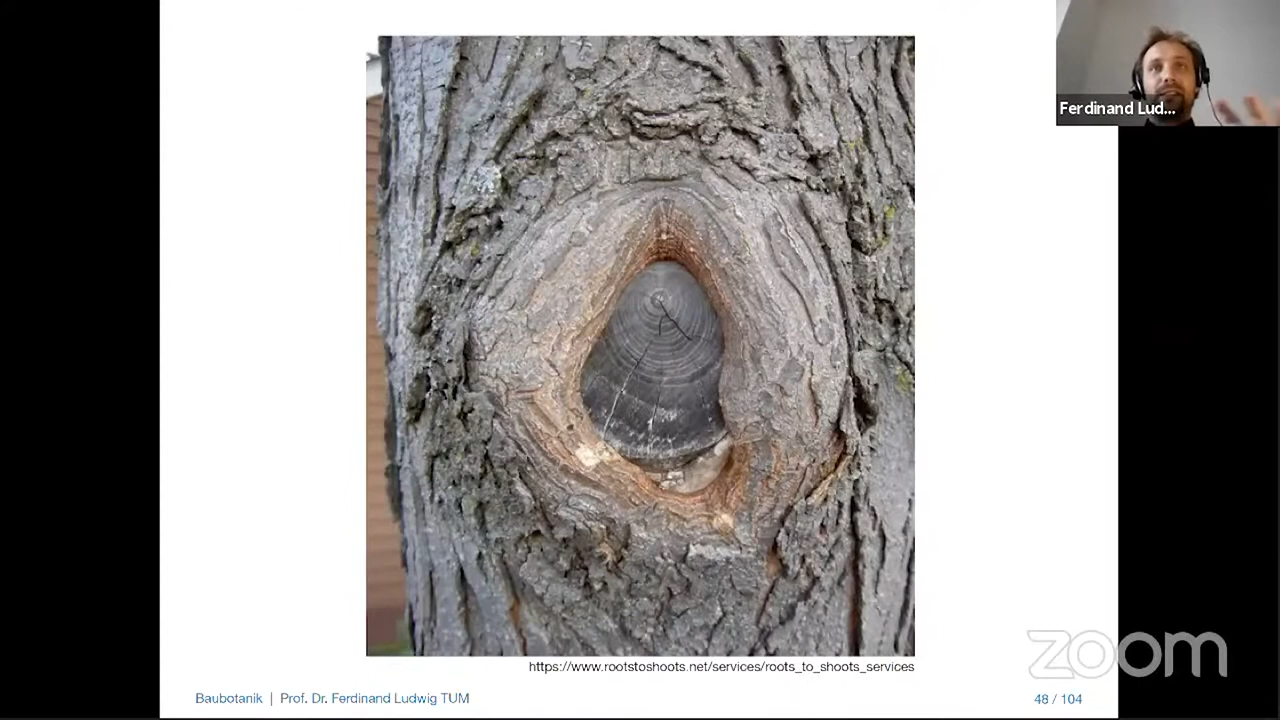 Ferdinand Lud...
https://www.rootstoshoots.net/services/roots_to_shoots_services
zoom
Baubotanik | Prof. Dr. Ferdinand Ludwig TUM
48 / 104